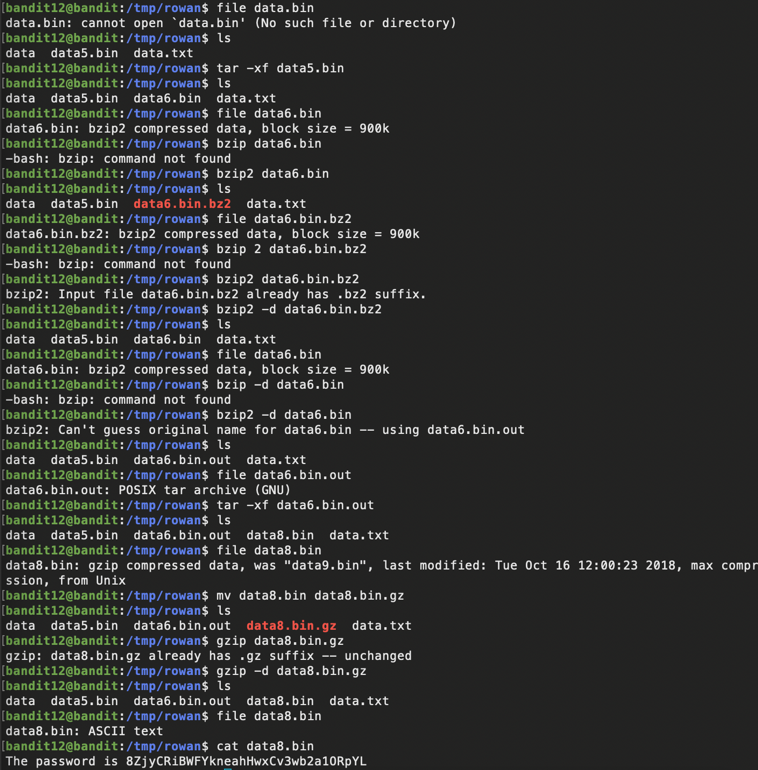 [bandit12@bandit:/tmp/rowan$ file data.bin
data.bin: cannot open `data.bin' (No such file or directory)
[bandit12@bandit:/tmp/rowan$ ls
data  data5.bin  data.txt
[bandit12@bandit:/tmp/rowan$ tar -xf data5.bin
[bandit12@bandit:/tmp/rowan$ ls
data  data5.bin  data6.bin  data.txt
[bandit12@bandit:/tmp/rowan$ file data6.bin
data6.bin: bzip2 compressed data, block size = 900k
[bandit12@bandit:/tmp/rowan$ bzip data6.bin
-bash: bzip: command not found
[bandit12@bandit:/tmp/rowan$ bzip2 data6.bin
[bandit12@bandit:/tmp/rowan$ ls
data  data5.bin  data6.bin.bz2  data.txt
[bandit12@bandit:/tmp/rowan$ file data6.bin.bz2
data6.bin.bz2: bzip2 compressed data, block size = 900k
[bandit12@bandit:/tmp/rowan$ bzip 2 data6.bin.bz2
-bash: bzip: command not found
[bandit12@bandit:/tmp/rowan$ bzip2 data6.bin.bz2
bzip2: Input file data6.bin.bz2 already has .bz2 suffix.
[bandit12@bandit:/tmp/rowan$ bzip2 -d data6.bin.bz2
[bandit12@bandit:/tmp/rowan$ ls
data  data5.bin  data6.bin  data.txt
[bandit12@bandit:/tmp/rowan$ file data6.bin
data6.bin: bzip2 compressed data, block size = 900k
[bandit12@bandit:/tmp/rowan$ bzip -d data6.bin
-bash: bzip: command not found
[bandit12@bandit:/tmp/rowan$ bzip2 -d data6.bin
bzip2: Can't guess original name for data6.bin -- using data6.bin.out
[bandit12@bandit:/tmp/rowan$ ls
data  data5.bin  data6.bin.out  data.txt
[bandit12@bandit:/tmp/rowan$ file data6.bin.out
data6.bin.out: POSIX tar archive (GNU)
[bandit12@bandit:/tmp/rowan$ tar -xf data6.bin.out
[bandit12@bandit:/tmp/rowan$ ls
data  data5.bin  data6.bin.out  data8.bin  data.txt
[bandit12@bandit:/tmp/rowan$ file data8.bin
data8.bin: gzip compressed data, was "data9.bin", last modified: Tue Oct 16 12:00:23 2018, max compr
ssion, from Unix
[bandit12@bandit:/tmp/rowan$ mv data8.bin data8.bin.gz
[bandit12@bandit:/tmp/rowan$ ls
data  data5.bin  data6.bin.out  data8.bin.gz  data.txt
[bandit12@bandit:/tmp/rowan$ gzip data8.bin.gz
gzip: data8.bin.gz already has .gz suffix -- unchanged
[bandit12@bandit:/tmp/rowan$ gzip -d data8.bin.gz
[bandit12@bandit:/tmp/rowan$ ls
data  data5.bin  data6.bin.out  data8.bin  data.txt
[bandit12@bandit:/tmp/rowan$ file data8.bin
data8.bin: ASCII text
[bandit12@bandit:/tmp/rowan$ cat data8.bin
The password is 8ZjyCRiBWFYkneahHwxCv3wb2a1ORpYL